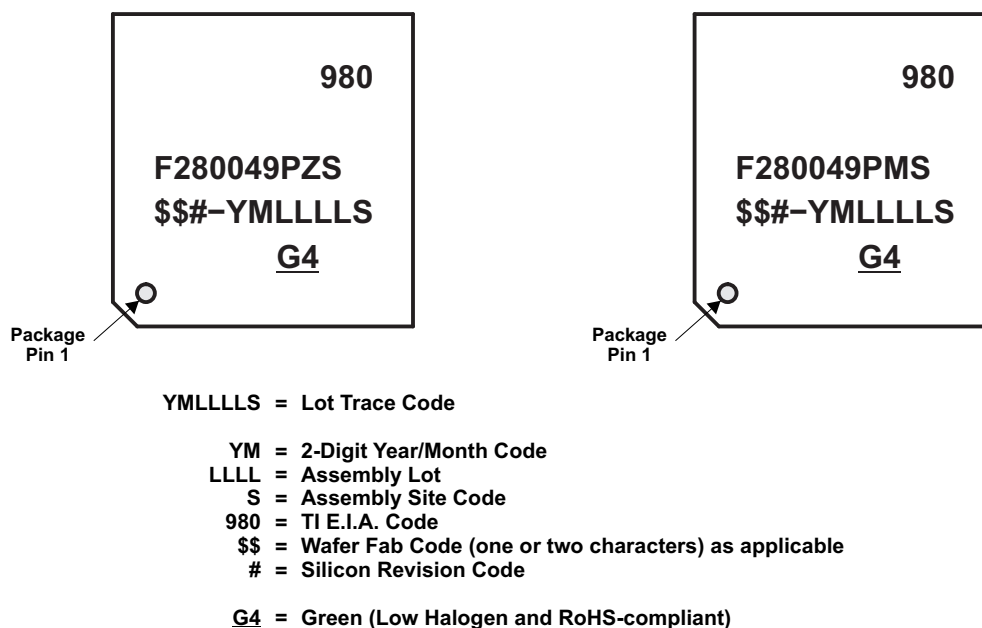 980
F280049PZS
$$#−YMLLLLS
G4
Package
Pin 1
980
F280049PMS
$$#−YMLLLLS
G4
Package
Pin 1
YMLLLLS = Lot Trace Code
YM = 2-Digit Year/Month Code
LLLL = Assembly Lot
S = Assembly Site Code
980 = TI E.I.A. Code
$$ = Wafer Fab Code (one or two characters) as applicable
# = Silicon Revision Code
G4 = Green (Low Halogen and RoHS-compliant)